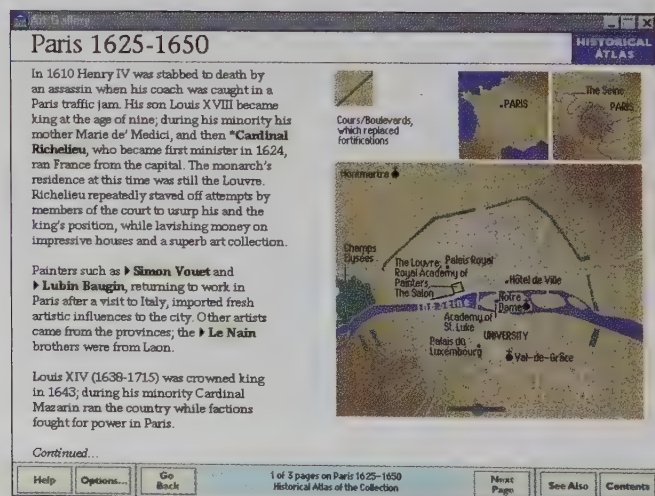 Art Gallery
Paris 1625-1650
HISTORICAL
ATLAS
In 1610 Henry IV was stabbed to death by
an assassin when his coach was caught in a
Paris traffic jam. His son Louis XVIII became
king at the age of nine; during his minority his
mother Marie de' Medici, and then *Cardinal
Richelieu, who became first minister in 1624,
ran France from the capital. The monarch's
residence at this time was still the Louvre.
Richelieu repeatedly staved off attempts by
members of the court to usurp his and the
king's position, while lavishing money on
impressive houses and a superb art collection.
Painters such as ▸ Simon Vouet and
▸ Lubin Baugin, returning to work in
Paris after a visit to Italy, imported fresh
artistic influences to the city. Other artists
came from the provinces; the ▸ Le Nain
brothers were from Laon.
Louis XIV (1638-1715) was crowned king
in 1643; during his minority Cardinal
Mazarin ran the country while factions
fought for power in Paris.
Continued...
Cours/Boulevards,
which replaced
fortifications
PARIS
The Seine
PARIS
Montmartre
Champs
Elysées
The Louvre;
Royal Academy of
Painters,
The Salon
Palais Royal
Hôtel de Ville
Seine
Notre
Dame
Academy of
St. Luke
UNIVERSITY
Palais du
Luxembourg
Val-de-Grâce
Help
Options...
Go
Back
1 of 3 pages on Paris 1625-1650
Historical Atlas of the Collection
Next
Page
See Also
Contents